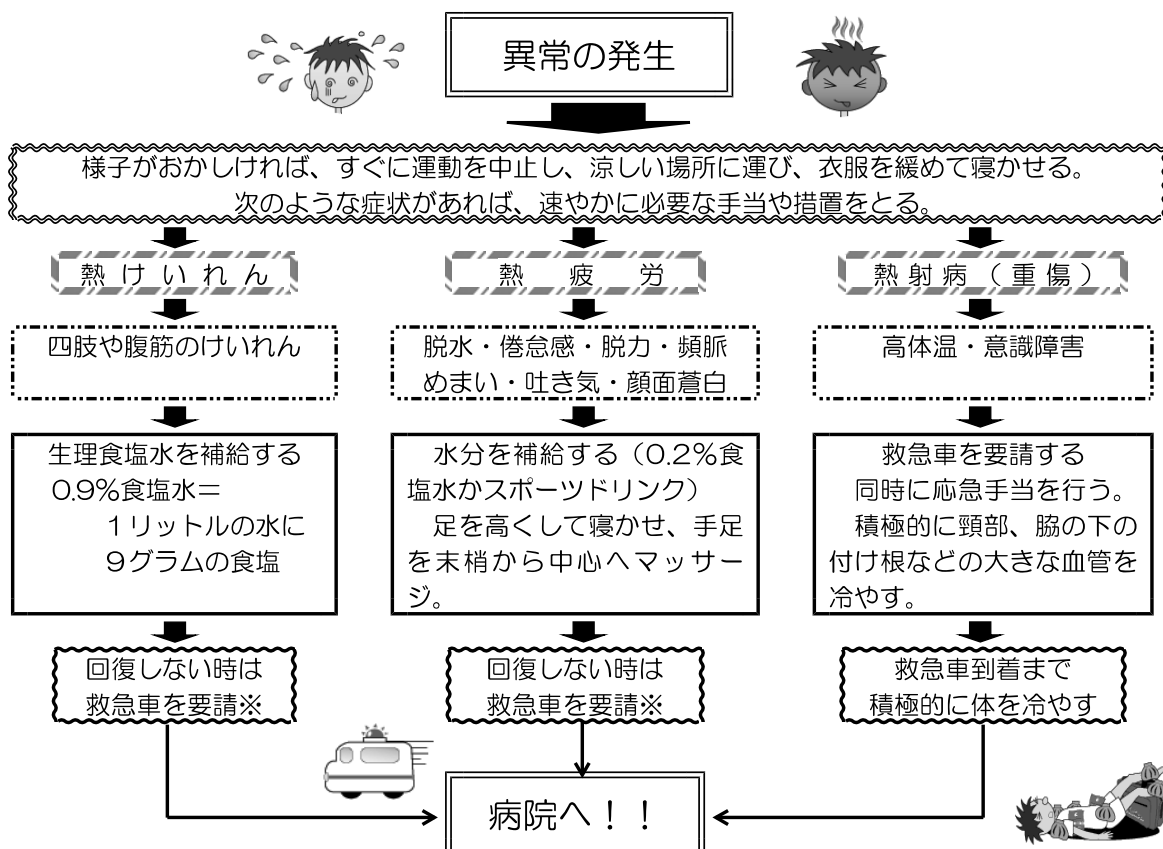 異常の発生
様子がおかしければ、すぐに運動を中止し、涼しい場所に運び、衣服を緩めて寝かせる。
次のような症状があれば、速やかに必要な手当や措置をとる。
熱けいれん
四肢や腹筋のけいれん
生理食塩水を補給する
0.9%食塩水＝
1リットルの水に
9グラムの食塩
回復しない時は
救急車を要請※
熱疲労
脱水・倦怠感・脱力・頻脈
めまい・吐き気・顔面蒼白
水分を補給する（0.2%食
塩水かスポーツドリンク）
足を高くして寝かせ、手足
を末梢から中心へマッサー
ジ。
回復しない時は
救急車を要請※
熱射病（重傷）
高体温・意識障害
救急車を要請する
同時に応急手当を行う。
積極的に頸部、脇の下の
付け根などの大きな血管を
冷やす。
救急車到着まで
積極的に体を冷やす
病院へ！！